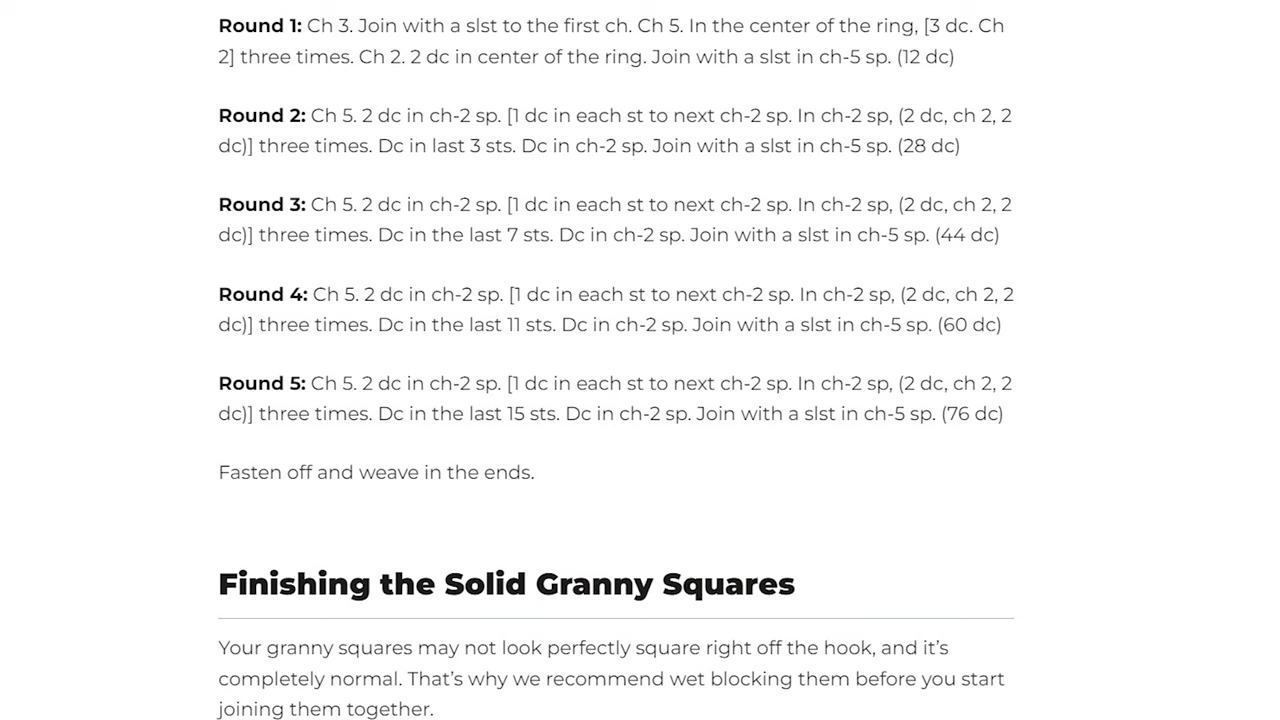 Round 1: Ch 3. Join with a slst to the first ch. Ch 5. In the center of the ring, [3 dc. Ch
2] three times. Ch 2. 2 dc in center of the ring. Join with a slst in ch-5 sp. (12 dc)
Round 2: Ch 5. 2 dc in ch-2 sp. [1 dc in each st to next ch-2 sp. In ch-2 sp, (2 dc, ch 2, 2
dc)] three times. Dc in last 3 sts. Dc in ch-2 sp. Join with a slst in ch-5 sp. (28 dc)
Round 3: Ch 5. 2 dc in ch-2 sp. [1 dc in each st to next ch-2 sp. In ch-2 sp, (2 dc, ch 2, 2
dc)] three times. Dc in the last 7 sts. Dc in ch-2 sp. Join with a slst in ch-5 sp. (44 dc)
Round 4: Ch 5. 2 dc in ch-2 sp. [1 dc in each st to next ch-2 sp. In ch-2 sp, (2 dc, ch 2, 2
dc)] three times. Dc in the last 11 sts. Dc in ch-2 sp. Join with a slst in ch-5 sp. (60 dc)
Round 5: Ch 5. 2 dc in ch-2 sp. [1 dc in each st to next ch-2 sp. In ch-2 sp, (2 dc, ch 2, 2
dc)] three times. Dc in the last 15 sts. Dc in ch-2 sp. Join with a slst in ch-5 sp. (76 dc)
Fasten off and weave in the ends.
Finishing the Solid Granny Squares
Your granny squares may not look perfectly square right off the hook, and it’s
completely normal. That’s why we recommend wet blocking them before you start
joining them together.